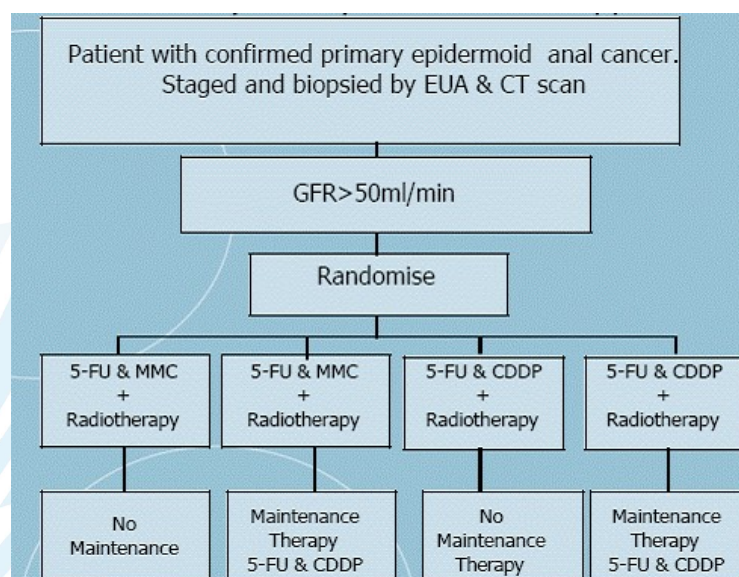 Patient with confirmed primary epidermoid anal cancer.
Staged and biopsied by EUA & CT scan
GFR>50ml/min
Randomise
5-FU & MMC
+
Radiotherapy
5-FU & MMC
+
Radiotherapy
5-FU & CDDP
+
Radiotherapy
5-FU & CDDP
+
Radiotherapy
No
Maintenance
Maintenance
Therapy
5-FU & CDDP
No
Maintenance
Therapy
Maintenance
Therapy
5-FU & CDDP